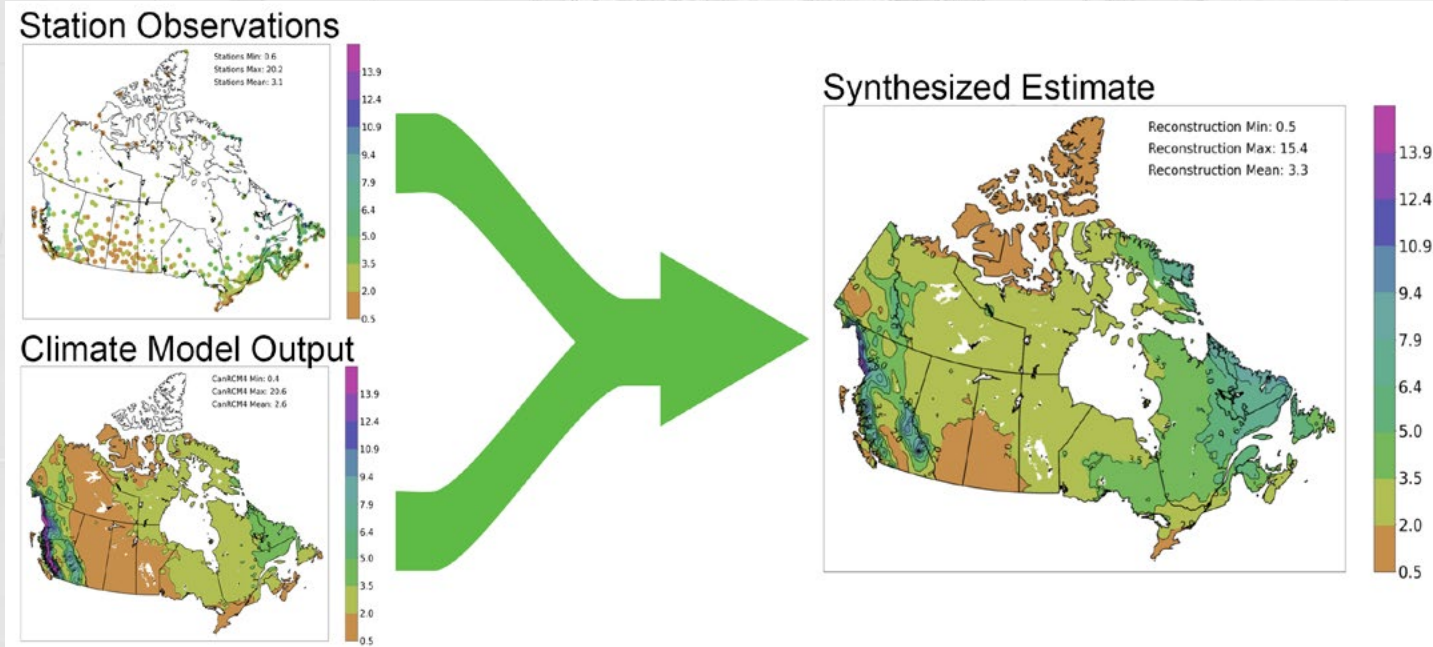 Station Observations
Stations Min: 0.6
Stations Max: 20.2
Stations Mean: 3.1
13.9
12.4
10.9
9.4
7.9
6.4
5.0
3.5
2.0
0.5
Climate Model Output
CanRCM4 Min: 0.4
CanRCM4 Max: 20.6
CanRCM4 Mean: 2.6
13.9
12.4
10.9
9.4
7.9
6.4
5.0
3.5
2.0
0.5
Synthesized Estimate
Reconstruction Min: 0.5
Reconstruction Max: 15.4
Reconstruction Mean: 3.3
13.9
12.4
10.9
9.4
7.9
6.4
5.0
3.5
2.0
0.5